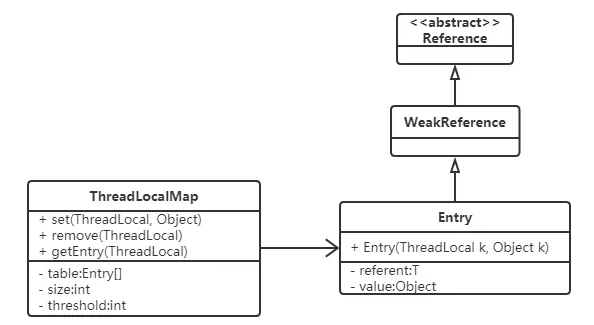 <<abstract>>
Reference
WeakReference
ThreadLocalMap
+ set(ThreadLocal, Object)
+ remove(ThreadLocal)
+ getEntry(ThreadLocal)
- table:Entry[]
- size:int
- threshold:int
Entry
+ Entry(ThreadLocal k, Object k)
- referent:T
- value:Object